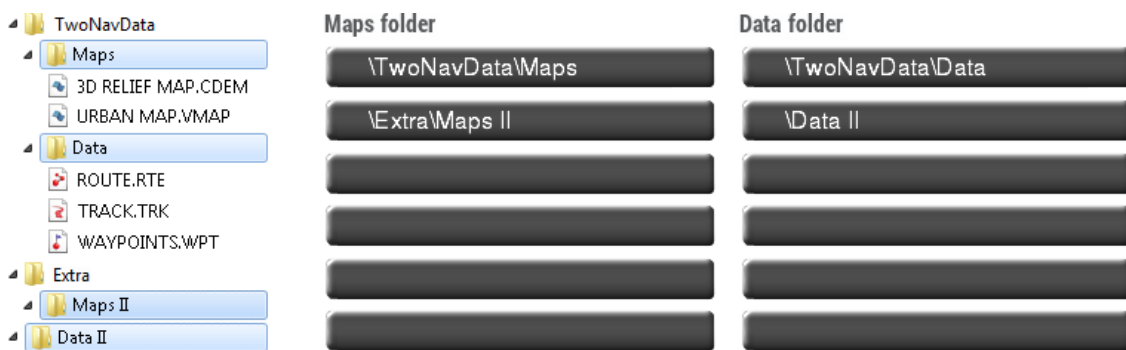 TwoNavData
Maps
3D RELIEF MAP.CDEM
URBAN MAP.VMAP
Data
ROUTE.RTE
TRACK.TRK
WAYPOINTS.WPT
Extra
Maps II
Data II
Maps folder
\TwoNavData\Maps
\Extra\Maps II
Data folder
\TwoNavData\Data
\Data II